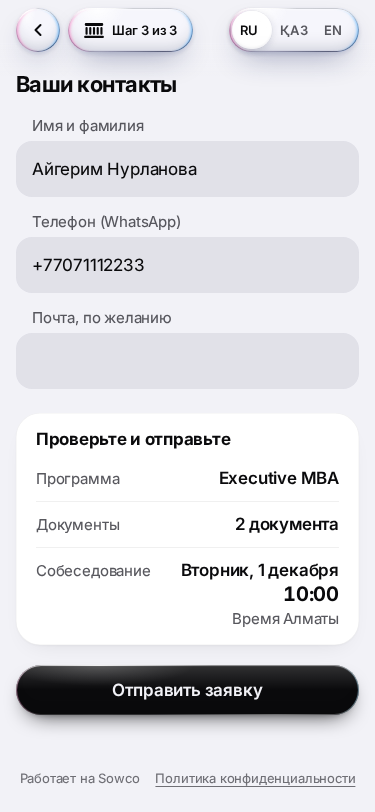 Шаг 3 из 3
RU ҚАЗ EN
Ваши контакты
Имя и фамилия
Айгерим Нурланова
Телефон (WhatsApp)
+77071112233
Почта, по желанию
Проверьте и отправьте
Программа Executive MBA
Документы 2 документа
Собеседование Вторник, 1 декабря
10:00
Время Алматы
Отправить заявку
Работает на Sowco Политика конфиденциальности